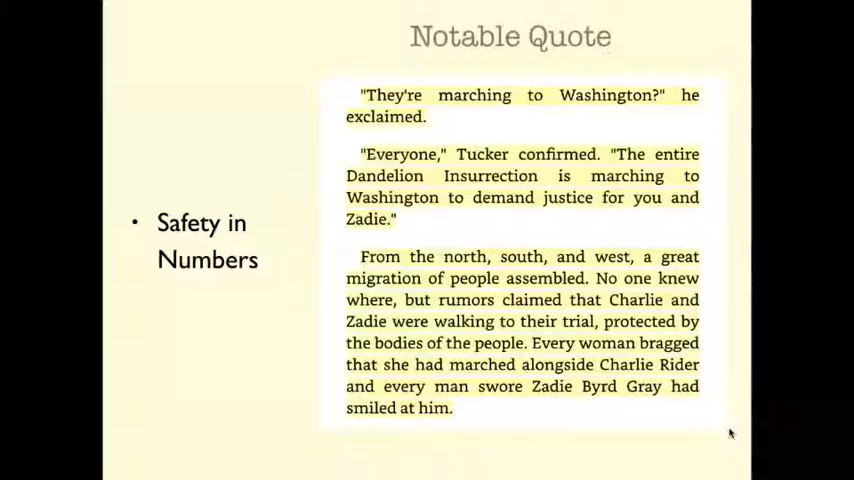 Notable Quote
• Safety in
Numbers
"They're marching to Washington?" he
exclaimed.
"Everyone," Tucker confirmed. "The entire
Dandelion Insurrection is marching to
Washington to demand justice for you and
Zadie."
From the north, south, and west, a great
migration of people assembled. No one knew
where, but rumors claimed that Charlie and
Zadie were walking to their trial, protected by
the bodies of the people. Every woman bragged
that she had marched alongside Charlie Rider
and every man swore Zadie Byrd Gray had
smiled at him.